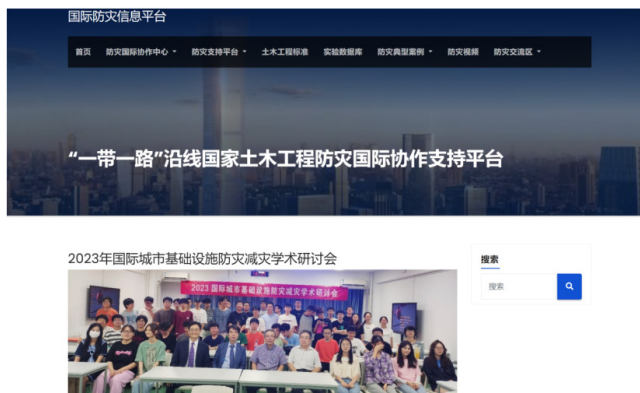 国际防灾信息平台
首页 防灾国际协作中心 防灾支持平台 土木工程标准 实验数据库 防灾典型案例 防灾视频 防灾交流区
“一带一路”沿线国家土木工程防灾国际协作支持平台
2023年国际城市基础设施防灾减灾学术研讨会
搜索
搜索
2023 国际城市基础设施防灾减灾学术研讨会